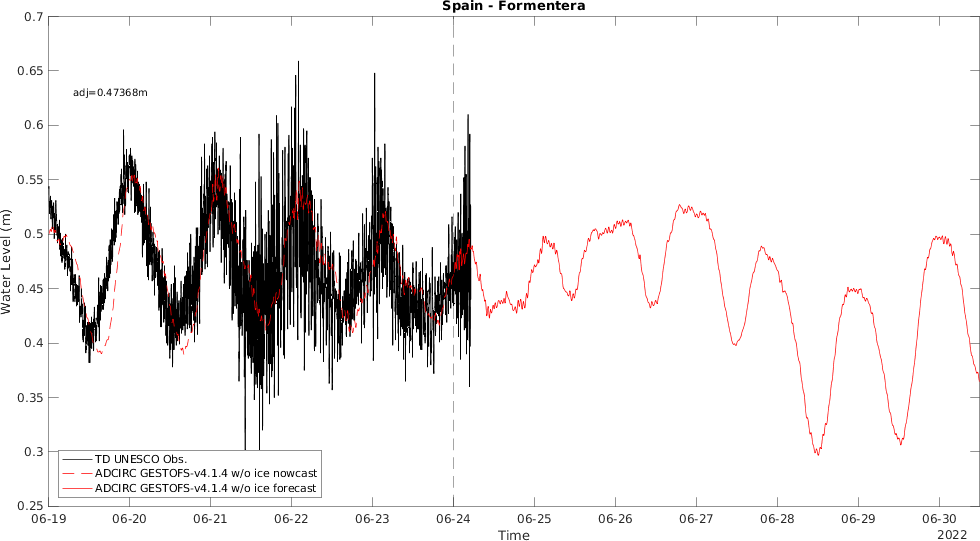 Spain - Formentera
0.7
0.65
0.6
0.55
0.5
0.45
0.4
0.35
0.3
0.25
Water Level (m)
adj=0.47368m
TD UNESCO Obs.
ADCIRC GESTOFS-v4.1.4 w/o ice nowcast
ADCIRC GESTOFS-v4.1.4 w/o ice forecast
06-19 06-20 06-21 06-22 06-23 06-24 06-25 06-26 06-27 06-28 06-29 06-30
Time
2022